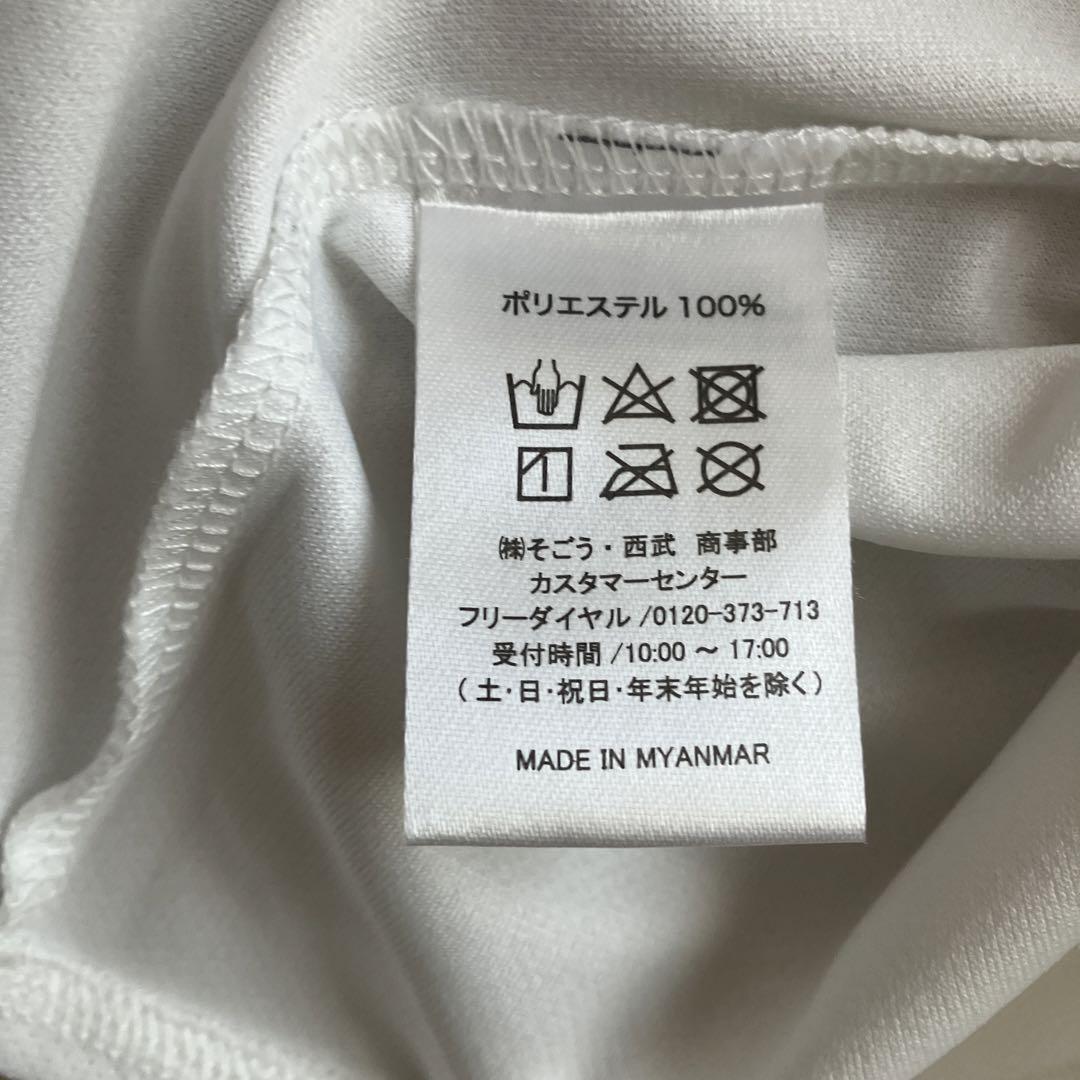 ポリエステル 100%
㈱そごう・西武 商事部
カスタマーセンター
フリーダイヤル /0120-373-713
受付時間 /10:00 ～ 17:00
( 土・日・祝日・年末年始を除く)
MADE IN MYANMAR